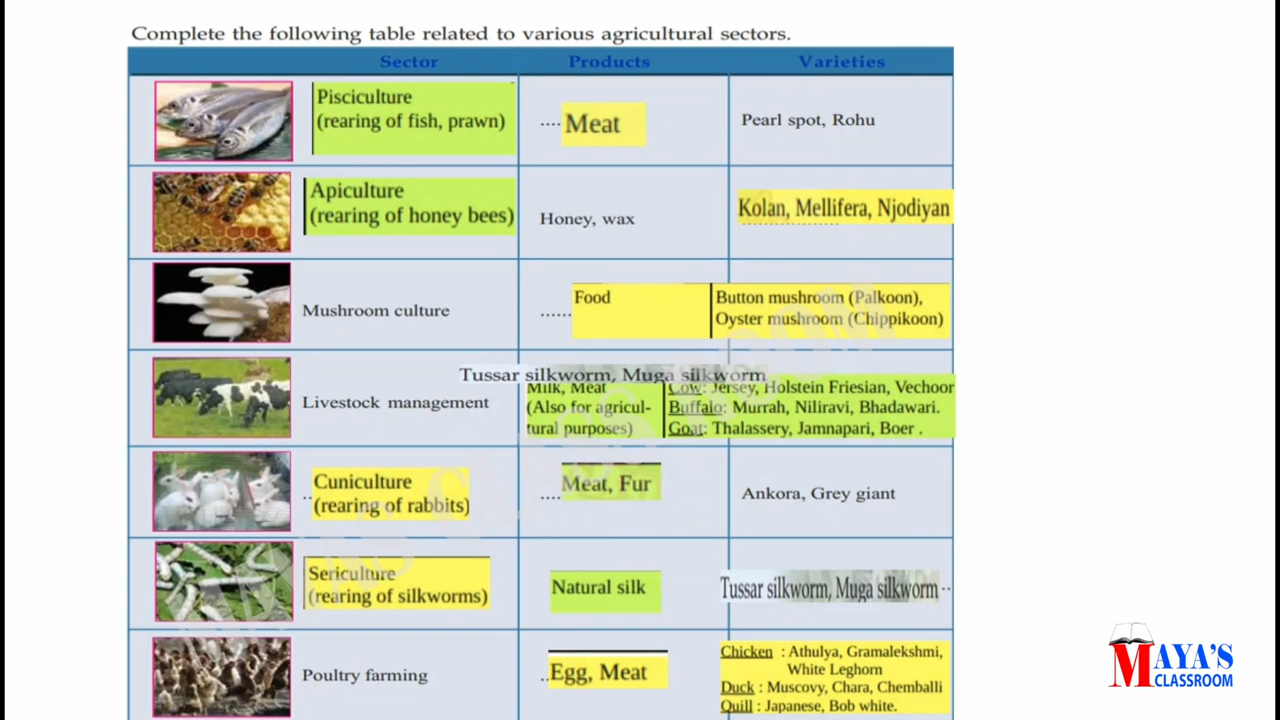 Complete the following table related to various agricultural sectors.
Sector Products Varieties
Pisciculture
(rearing of fish, prawn)
.... Meat
Pearl spot, Rohu
Apiculture
(rearing of honey bees)
Honey, wax
Kolan, Mellifera, Njodiyan
Mushroom culture
...... Food
Button mushroom (Palkoon),
Oyster mushroom (Chippikoon)
Tussar silkworm, Muga silkworm
Livestock management
Milk, Meat
(Also for agricul-
tural purposes)
Cow: Jersey, Holstein Friesian, Vechoor
Buffalo: Murrah, Niliravi, Bhadawari.
Goat: Thalassery, Jamnapari, Boer .
.. Cuniculture
(rearing of rabbits)
.... Meat, Fur
Ankora, Grey giant
Sericulture
(rearing of silkworms)
Natural silk
Tussar silkworm, Muga silkworm ..
Poultry farming
.. Egg, Meat
Chicken : Athulya, Gramalekshmi,
White Leghorn
Duck : Muscovy, Chara, Chemballi
Quill : Japanese, Bob white.
MAYA'S
CLASSROOM